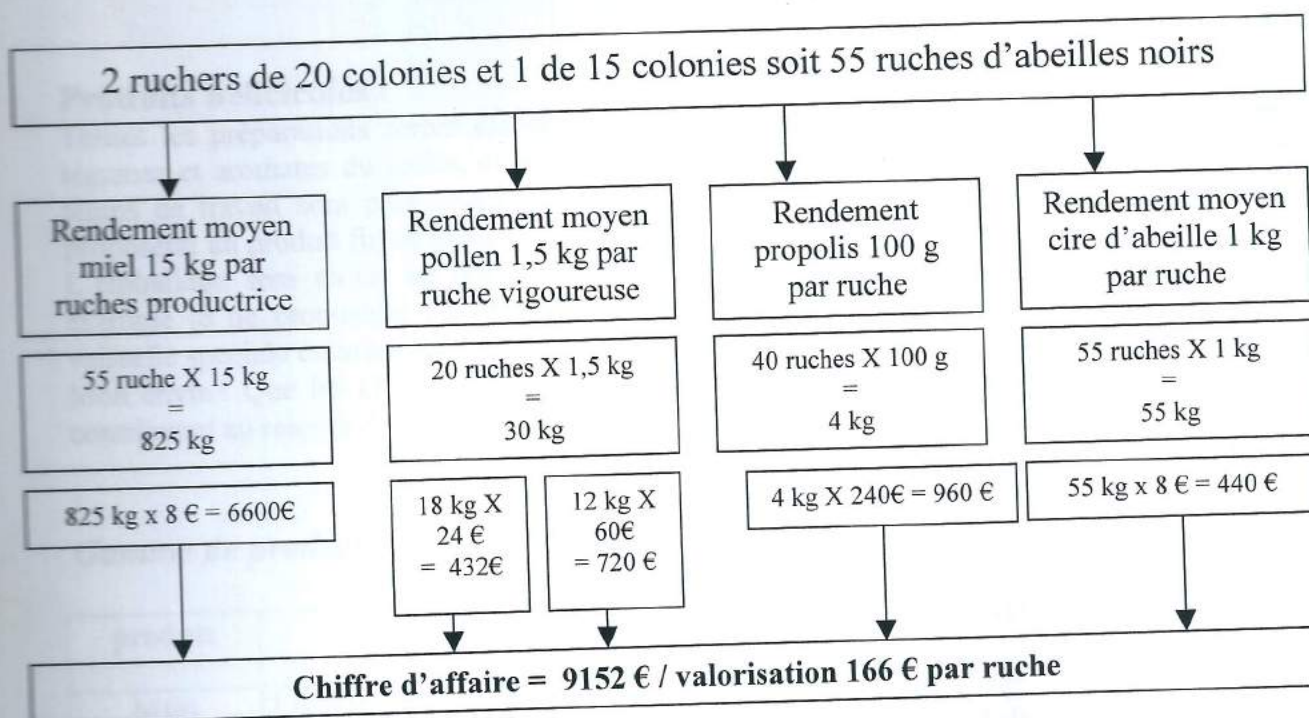 2 ruchers de 20 colonies et 1 de 15 colonies soit 55 ruches d'abeilles noirs
Rendement moyen
miel 15 kg par
ruches productrice
Rendement moyen
pollen 1,5 kg par
ruche vigoureuse
Rendement
propolis 100 g
par ruche
Rendement moyen
cire d'abeille 1 kg
par ruche
55 ruche X 15 kg
=
825 kg
20 ruches X 1,5 kg
=
30 kg
40 ruches X 100 g
=
4 kg
55 ruches X 1 kg
=
55 kg
825 kg x 8 € = 6600€
18 kg X
24 €
= 432€
12 kg X
60€
= 720 €
4 kg X 240€ = 960 €
55 kg x 8 € = 440 €
Chiffre d'affaire = 9152 € / valorisation 166 € par ruche